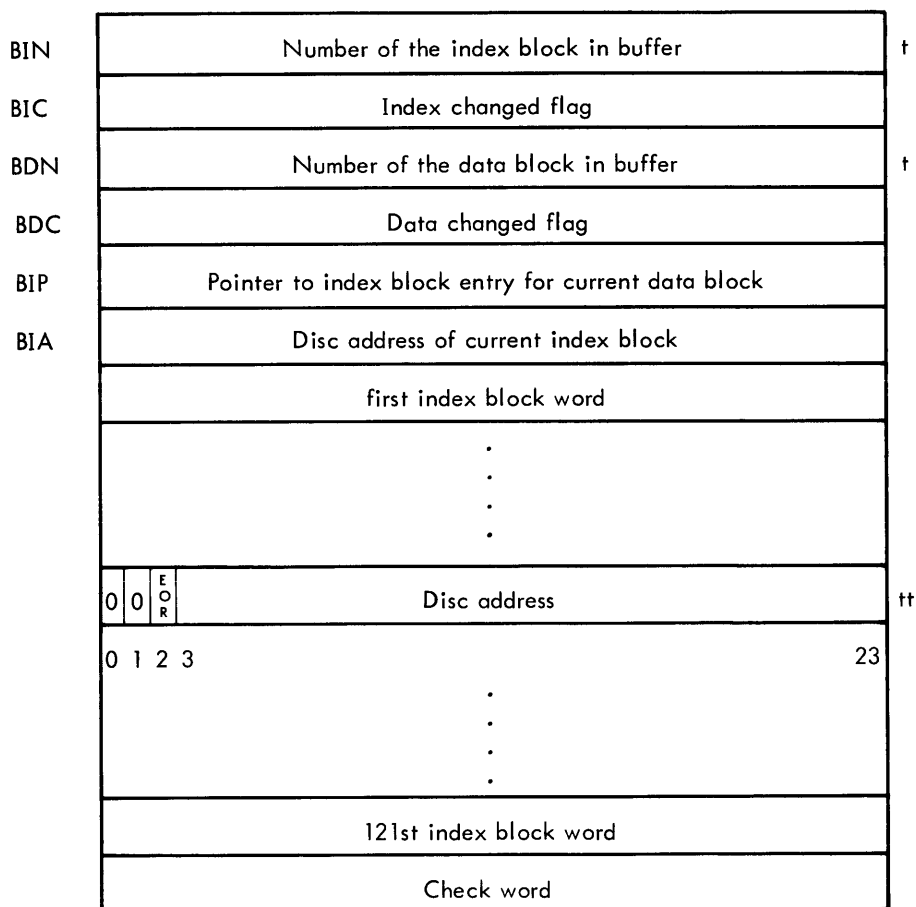 BIN Number of the index block in buffer t
BIC Index changed flag
BDN Number of the data block in buffer t
BDC Data changed flag
BIP Pointer to index block entry for current data block
BIA Disc address of current index block
first index block word
0 0 EOR Disc address tt
0 1 2 3 23
121st index block word
Check word